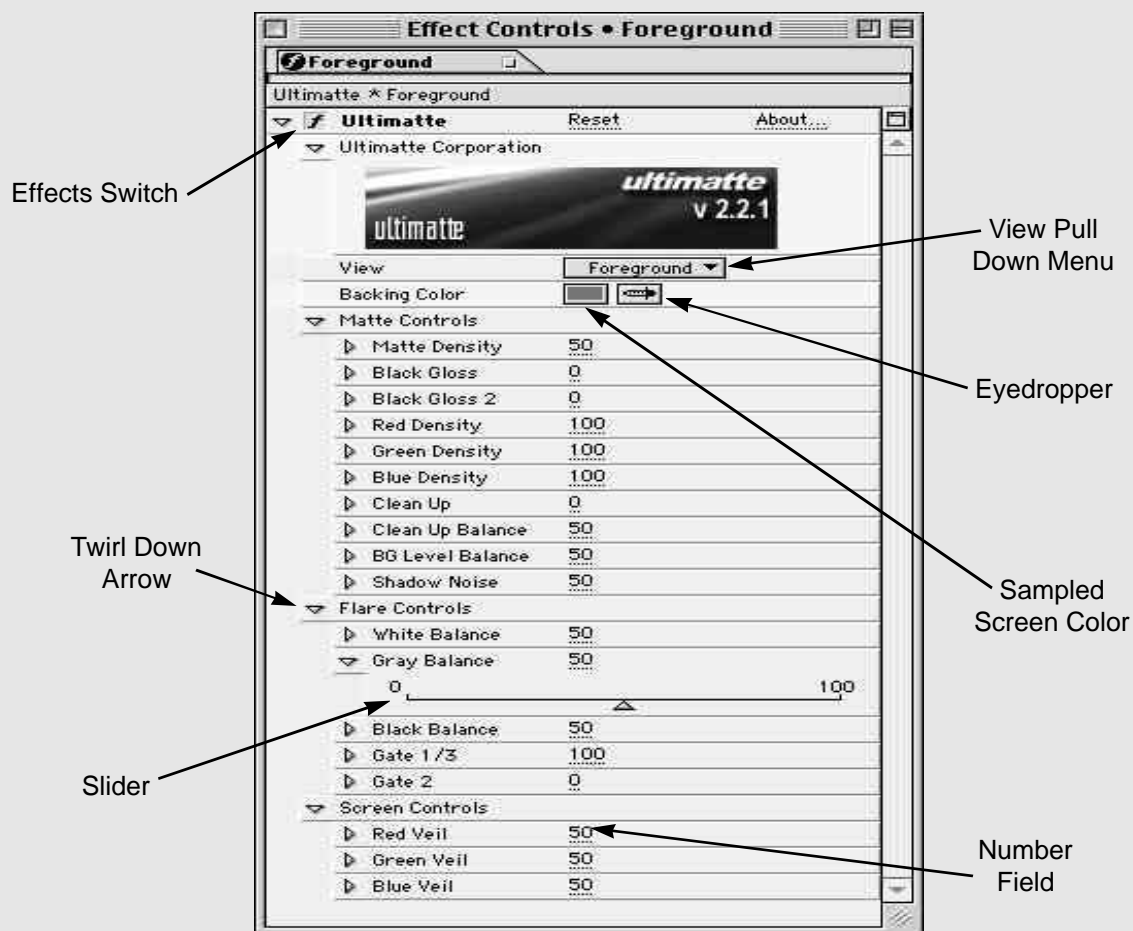 Effect Controls • Foreground
Foreground
Ultimatte * Foreground
Ultimatte Reset About...
Ultimatte Corporation
ultimatte
v 2.2.1
ultimatte
View Foreground
Backing Color
Matte Controls
Matte Density 50
Black Gloss 0
Black Gloss 2 0
Red Density 100
Green Density 100
Blue Density 100
Clean Up 0
Clean Up Balance 50
BG Level Balance 50
Shadow Noise 50
Flare Controls
White Balance 50
Gray Balance 50
0 100
Black Balance 50
Gate 1/3 100
Gate 2 0
Screen Controls
Red Veil 50
Green Veil 50
Blue Veil 50
Effects Switch
Twirl Down
Arrow
Slider
View Pull
Down Menu
Eyedropper
Sampled
Screen Color
Number
Field